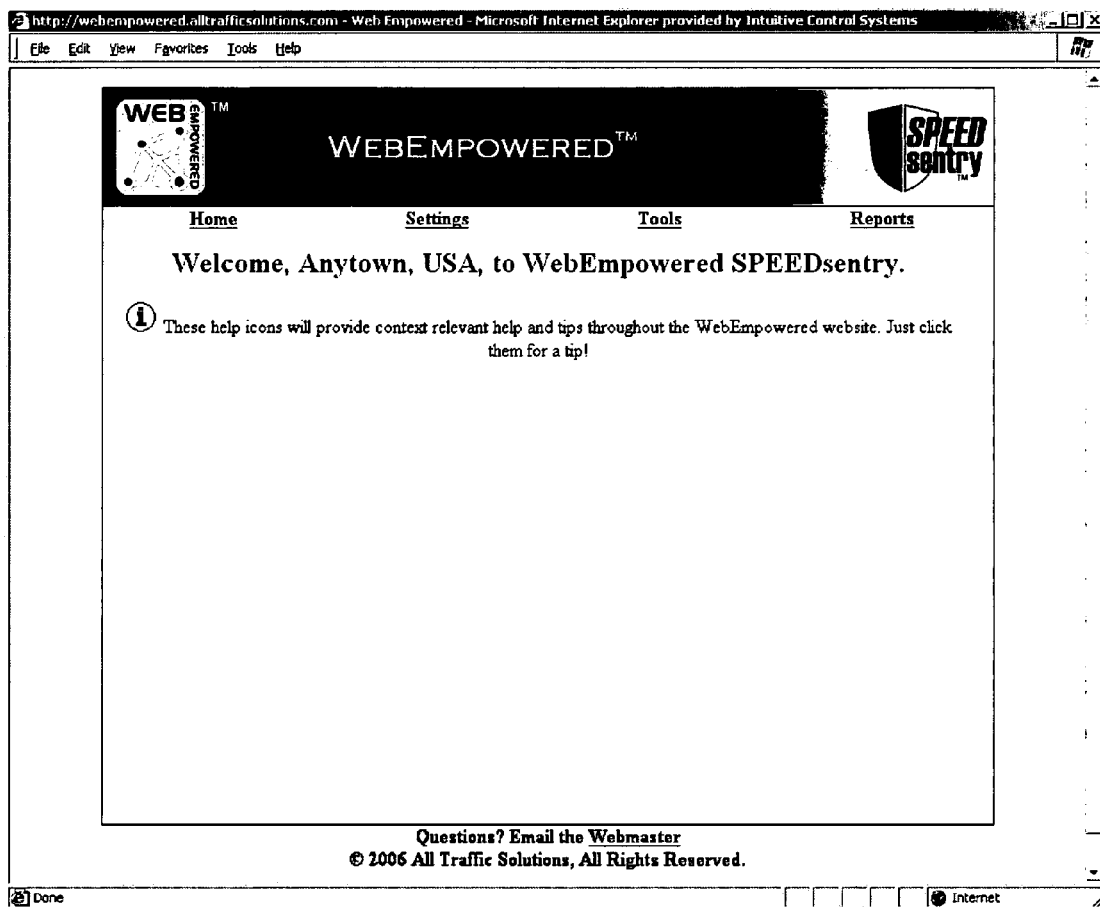 http://webempowered.alltrafficsolutions.com - Web Empowered - Microsoft Internet Explorer provided by Intuitive Control Systems
File Edit View Favorites Tools Help
WEB EMPOWERED TM
WEBEMPOWERED TM
SPEED
sentry TM
Home Settings Tools Reports
Welcome, Anytown, USA, to WebEmpowered SPEEDsentry.
i These help icons will provide context relevant help and tips throughout the WebEmpowered website. Just click
them for a tip!
Questions? Email the Webmaster
© 2006 All Traffic Solutions, All Rights Reserved.
Done Internet